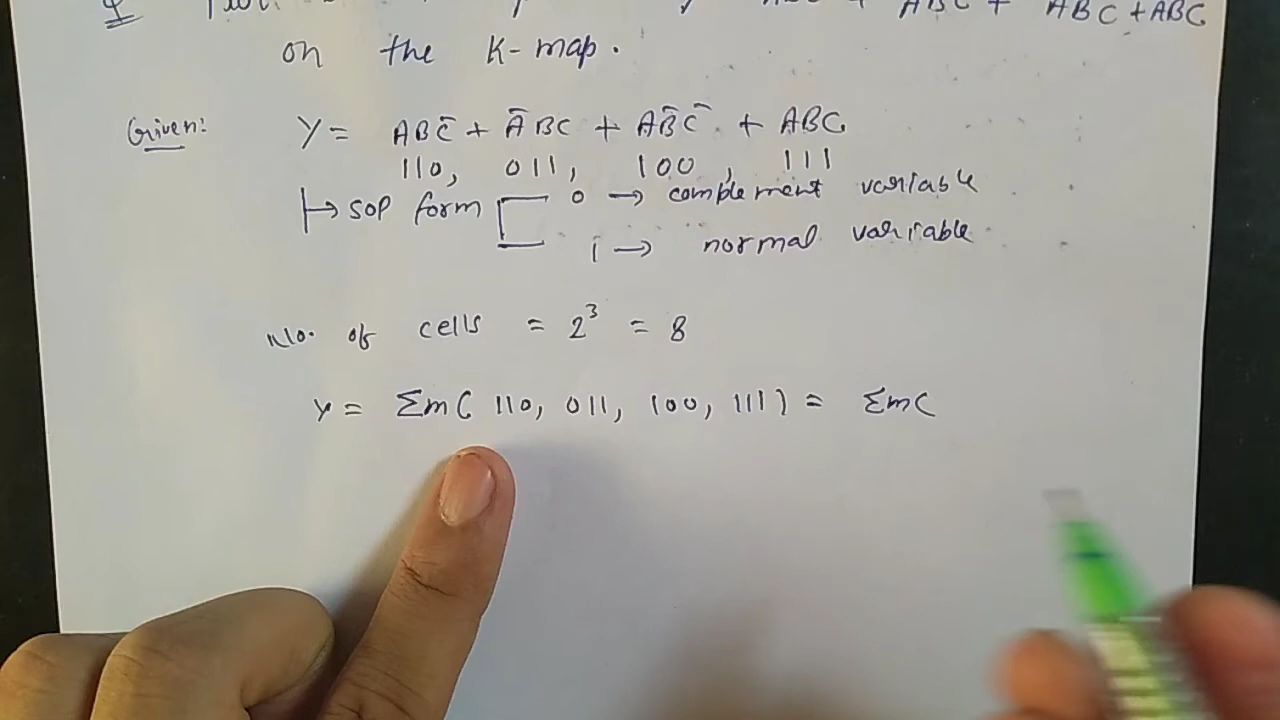 on the K-map.
Given: Y = ABC̄ + ĀBC + AB̄C̄ + ABC
110, 011, 100, 111
↦ SOP form 0 → complement variable
1 → normal variable
No. of cells = 2³ = 8
Y = Σm( 110, 011, 100, 111) = Σm(